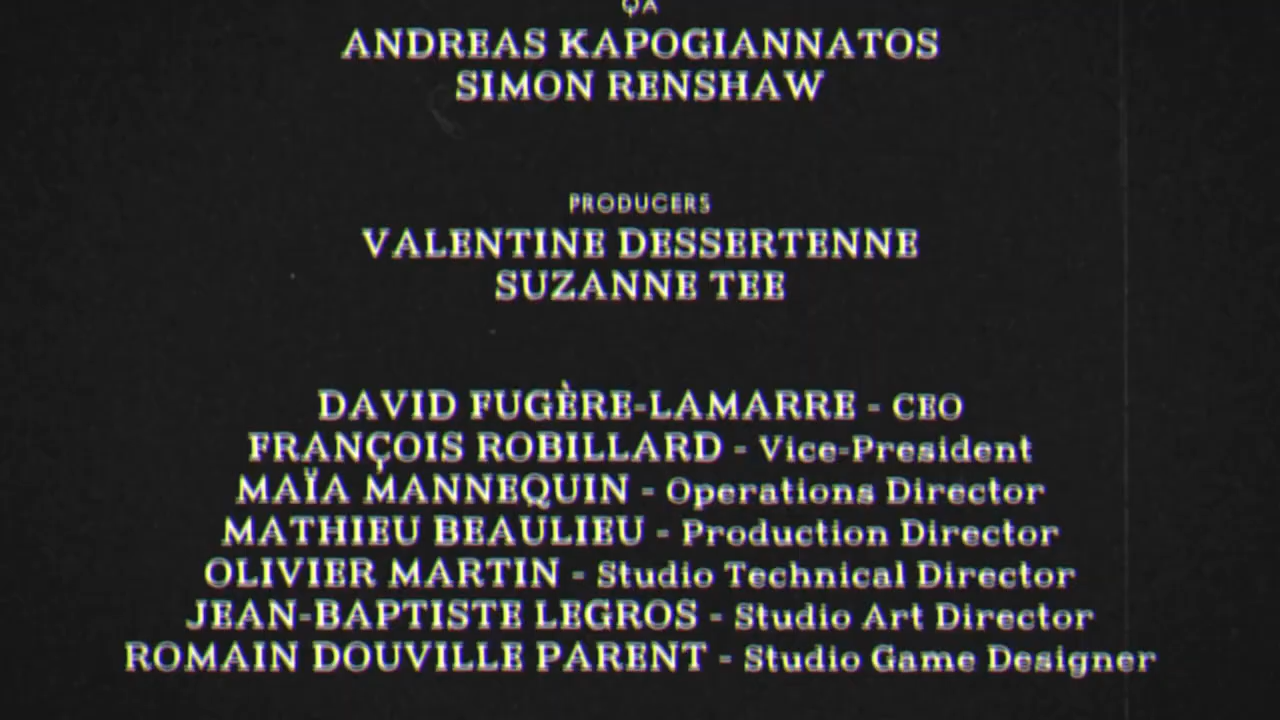 QA
ANDREAS KAPOGIANNATOS
SIMON RENSHAW
PRODUCERS
VALENTINE DESSERTENNE
SUZANNE TEE
DAVID FUGÈRE-LAMARRE - CEO
FRANÇOIS ROBILLARD - Vice-President
MAÏA MANNEQUIN - Operations Director
MATHIEU BEAULIEU - Production Director
OLIVIER MARTIN - Studio Technical Director
JEAN-BAPTISTE LEGROS - Studio Art Director
ROMAIN DOUVILLE PARENT - Studio Game Designer